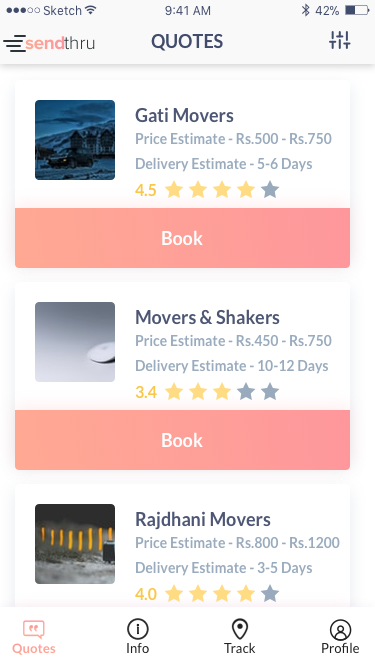 Sketch 9:41 AM 42%
sendthru QUOTES
Gati Movers
Price Estimate - Rs.500 - Rs.750
Delivery Estimate - 5-6 Days
4.5
Book
Movers & Shakers
Price Estimate - Rs.450 - Rs.750
Delivery Estimate - 10-12 Days
3.4
Book
Rajdhani Movers
Price Estimate - Rs.800 - Rs.1200
Delivery Estimate - 3-5 Days
4.0
Quotes Info Track Profile